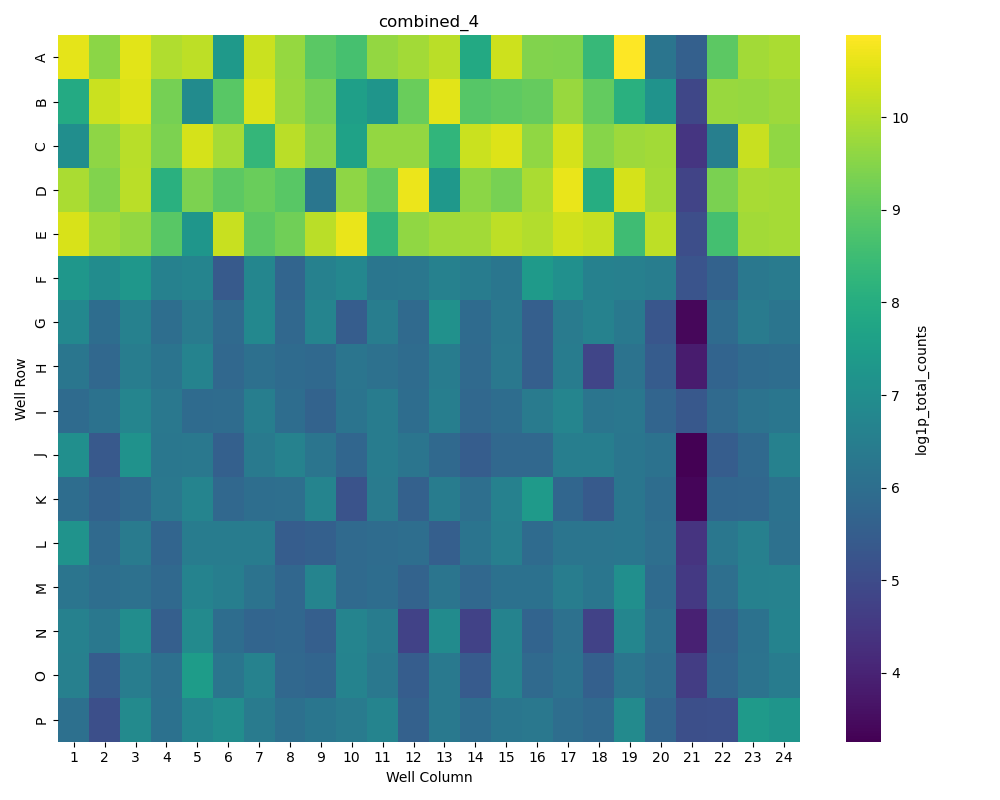 combined_4
A
B
C
D
E
F
G
H
I
J
K
L
M
N
O
P
Well Row
1 2 3 4 5 6 7 8 9 10 11 12 13 14 15 16 17 18 19 20 21 22 23 24
Well Column
10
9
8
7
6
5
4
log1p_total_counts